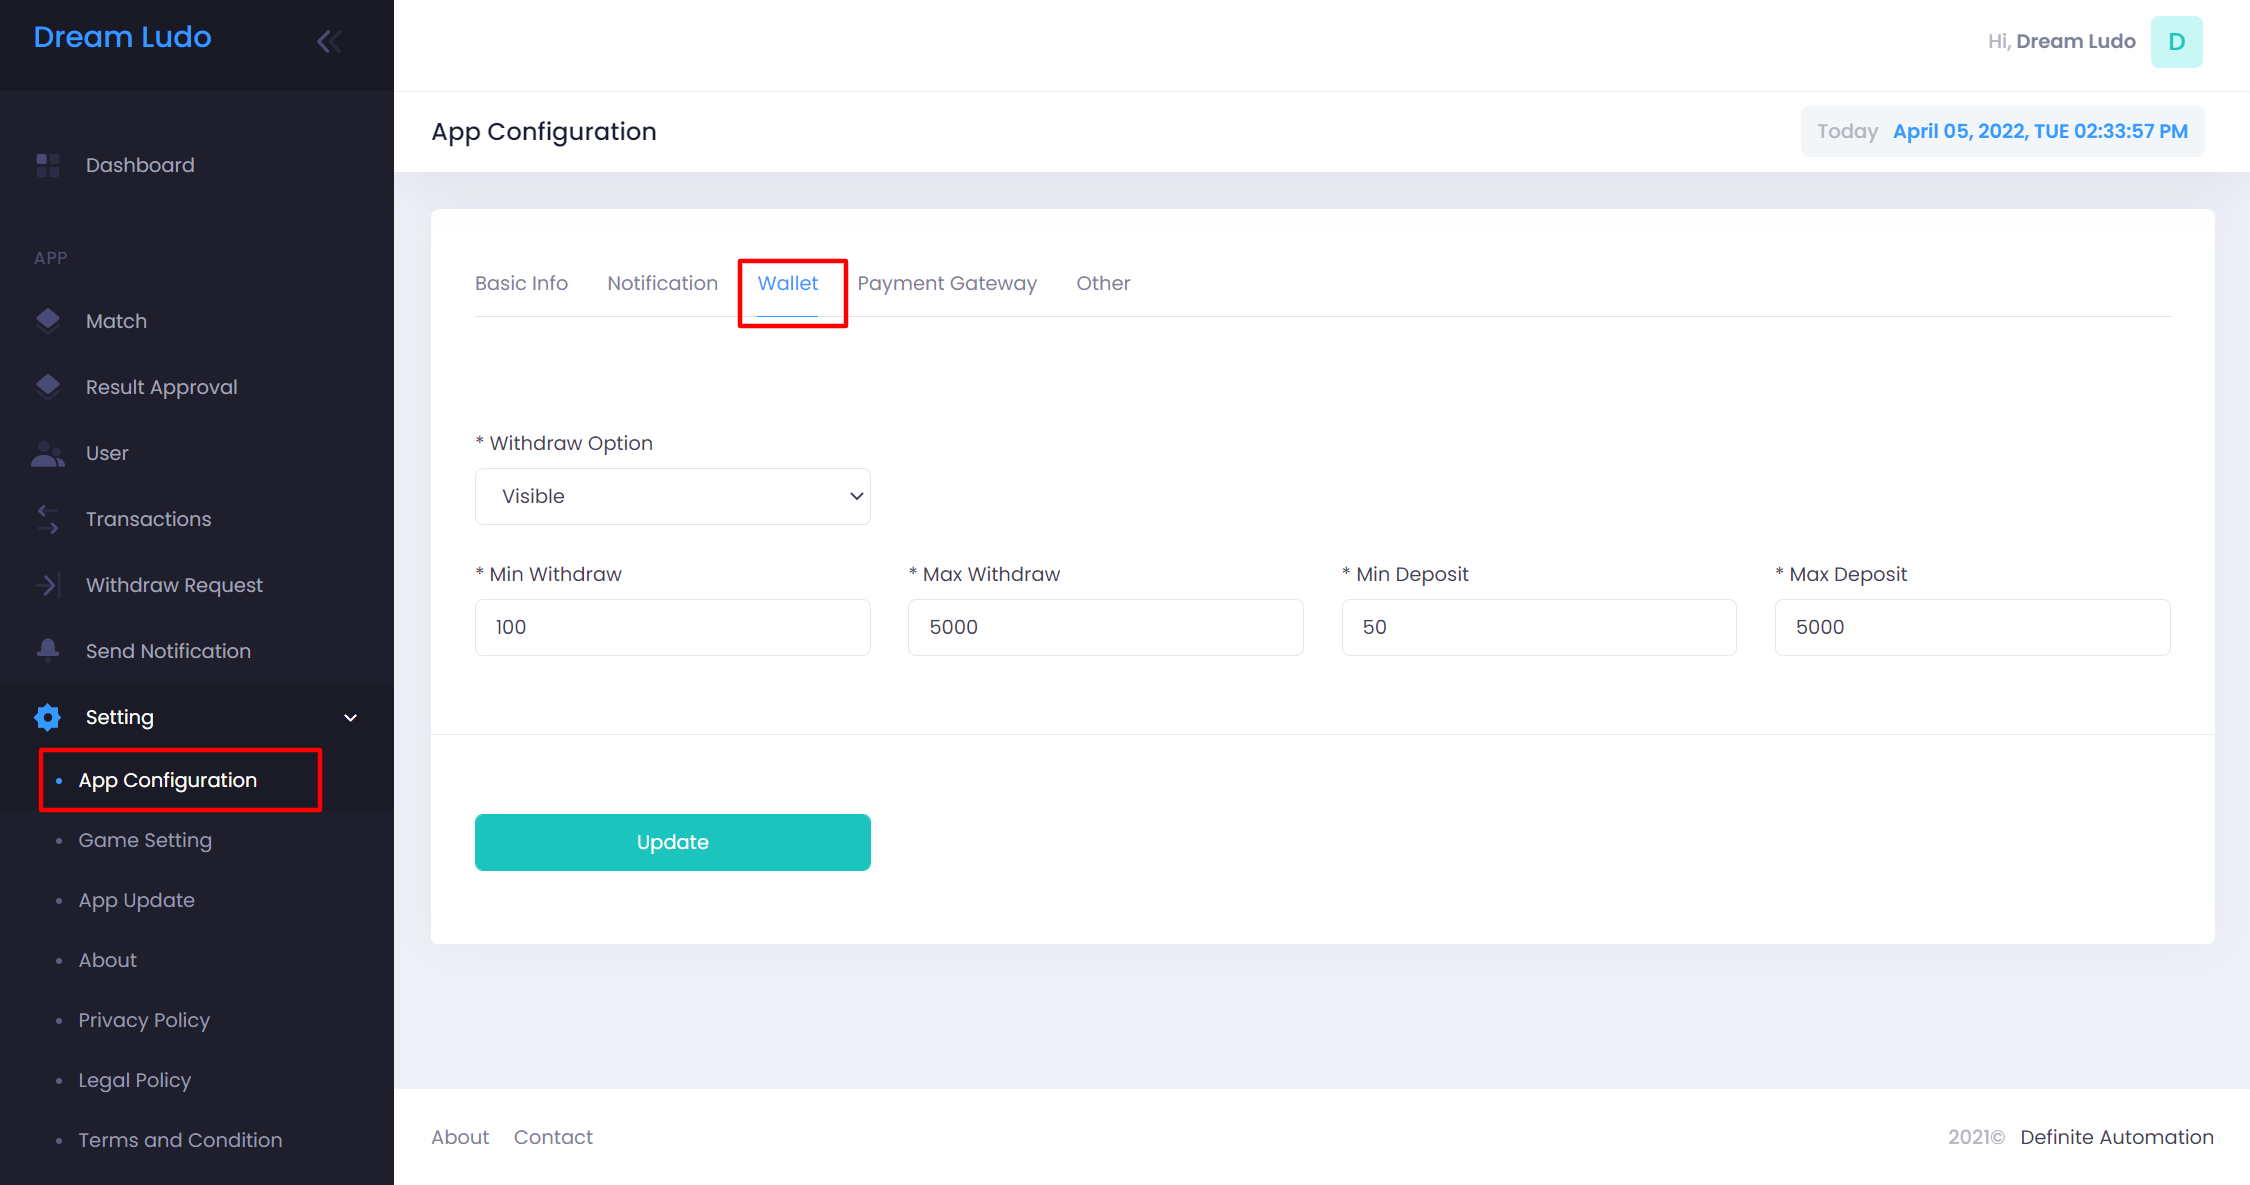 Dream Ludo
Hi, Dream Ludo D
App Configuration
Today April 05, 2022, TUE 02:33:57 PM
Dashboard
APP
Match
Result Approval
User
Transactions
Withdraw Request
Send Notification
Setting
App Configuration
Game Setting
App Update
About
Privacy Policy
Legal Policy
Terms and Condition
Basic Info Notification Wallet Payment Gateway Other
* Withdraw Option
Visible
* Min Withdraw * Max Withdraw * Min Deposit * Max Deposit
100 5000 50 5000
Update
About Contact
2021© Definite Automation